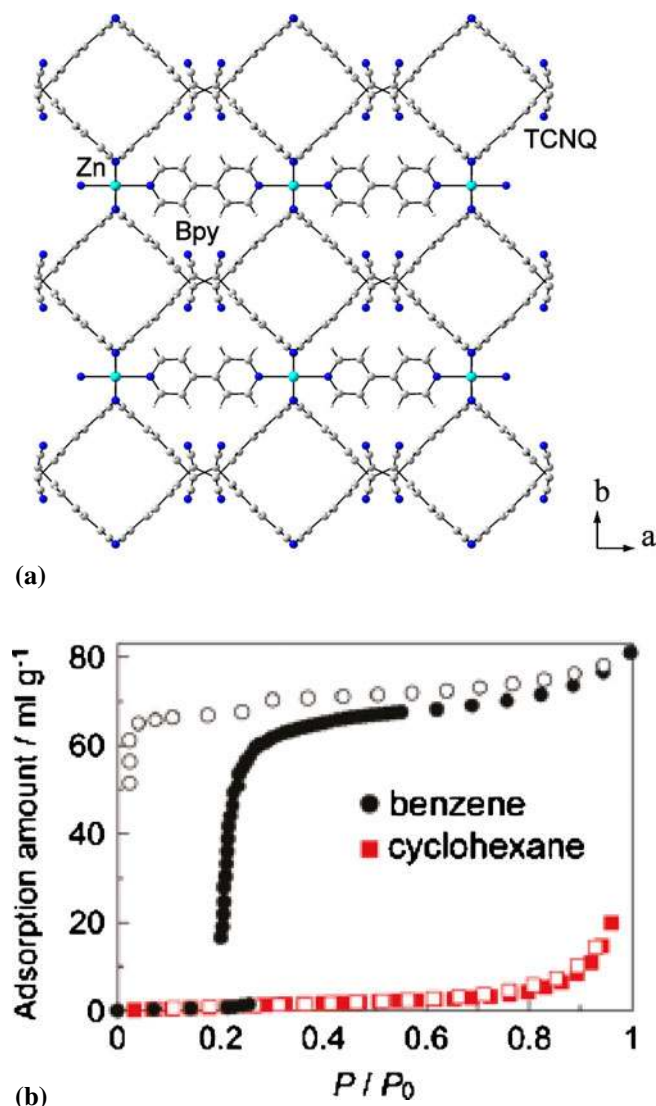 TCNQ
Zn
Bpy
b
a
(a)
80
60
40
20
0
Adsorption amount / ml g⁻¹
benzene
cyclohexane
0 0.2 0.4 0.6 0.8 1
P / P₀
(b)